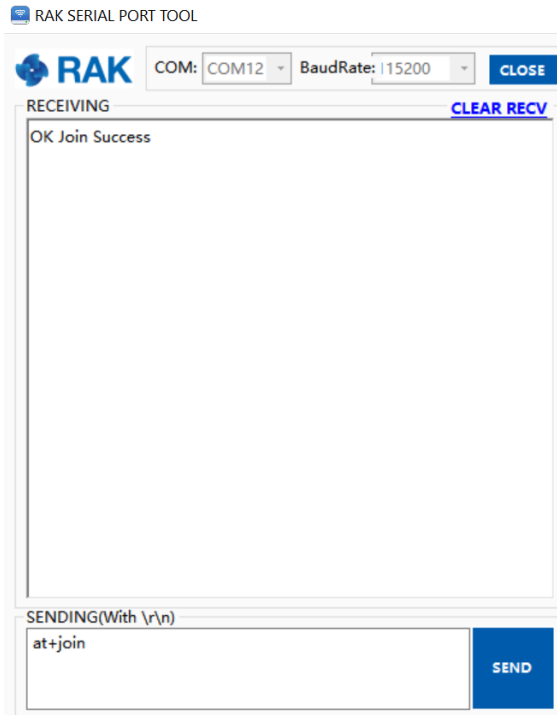 RAK SERIAL PORT TOOL
RAK COM: COM12 BaudRate: 115200 CLOSE
RECEIVING
CLEAR RECV
OK Join Success
SENDING(With \r\n)
at+join
SEND